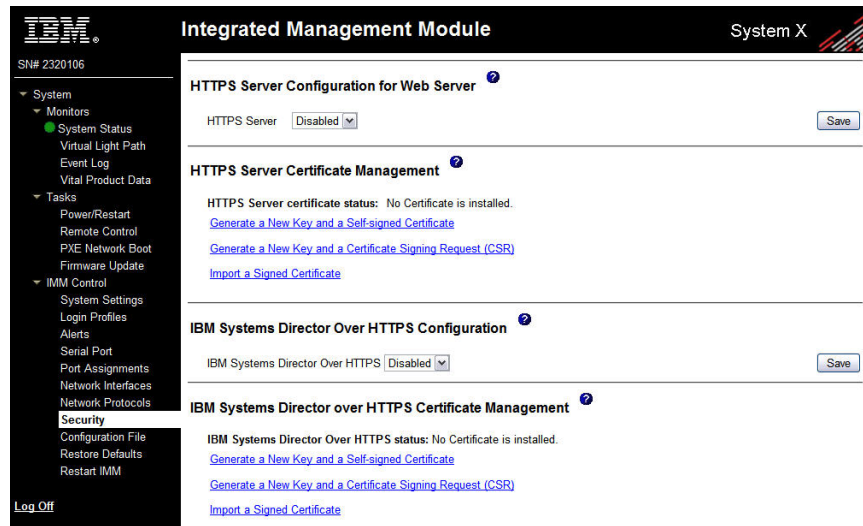 IBM®
Integrated Management Module
System X
SN# 2320106
System
Monitors
System Status
Virtual Light Path
Event Log
Vital Product Data
Tasks
Power/Restart
Remote Control
PXE Network Boot
Firmware Update
IMM Control
System Settings
Login Profiles
Alerts
Serial Port
Port Assignments
Network Interfaces
Network Protocols
Security
Configuration File
Restore Defaults
Restart IMM
Log Off
HTTPS Server Configuration for Web Server ?
HTTPS Server Disabled Save
HTTPS Server Certificate Management ?
HTTPS Server certificate status: No Certificate is installed.
Generate a New Key and a Self-signed Certificate
Generate a New Key and a Certificate Signing Request (CSR)
Import a Signed Certificate
IBM Systems Director Over HTTPS Configuration ?
IBM Systems Director Over HTTPS Disabled Save
IBM Systems Director over HTTPS Certificate Management ?
IBM Systems Director Over HTTPS status: No Certificate is installed.
Generate a New Key and a Self-signed Certificate
Generate a New Key and a Certificate Signing Request (CSR)
Import a Signed Certificate